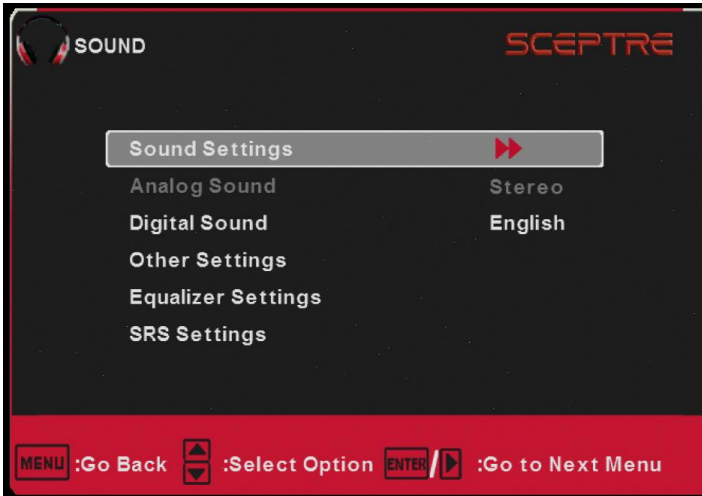 SOUND SCEPTRE
Sound Settings
Analog Sound Stereo
Digital Sound English
Other Settings
Equalizer Settings
SRS Settings
MENU :Go Back :Select Option ENTER/ :Go to Next Menu